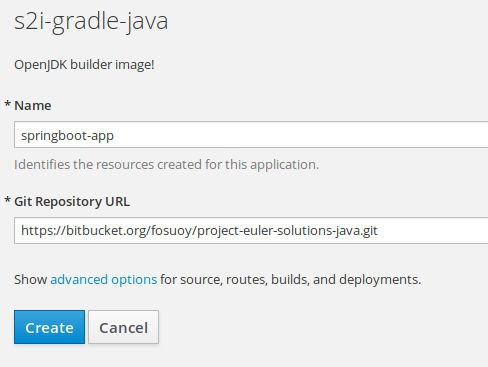 s2i-gradle-java
OpenJDK builder image!
* Name
springboot-app
Identifies the resources created for this application.
* Git Repository URL
https://bitbucket.org/fosuoy/project-euler-solutions-java.git
Show advanced options for source, routes, builds, and deployments.
Create Cancel